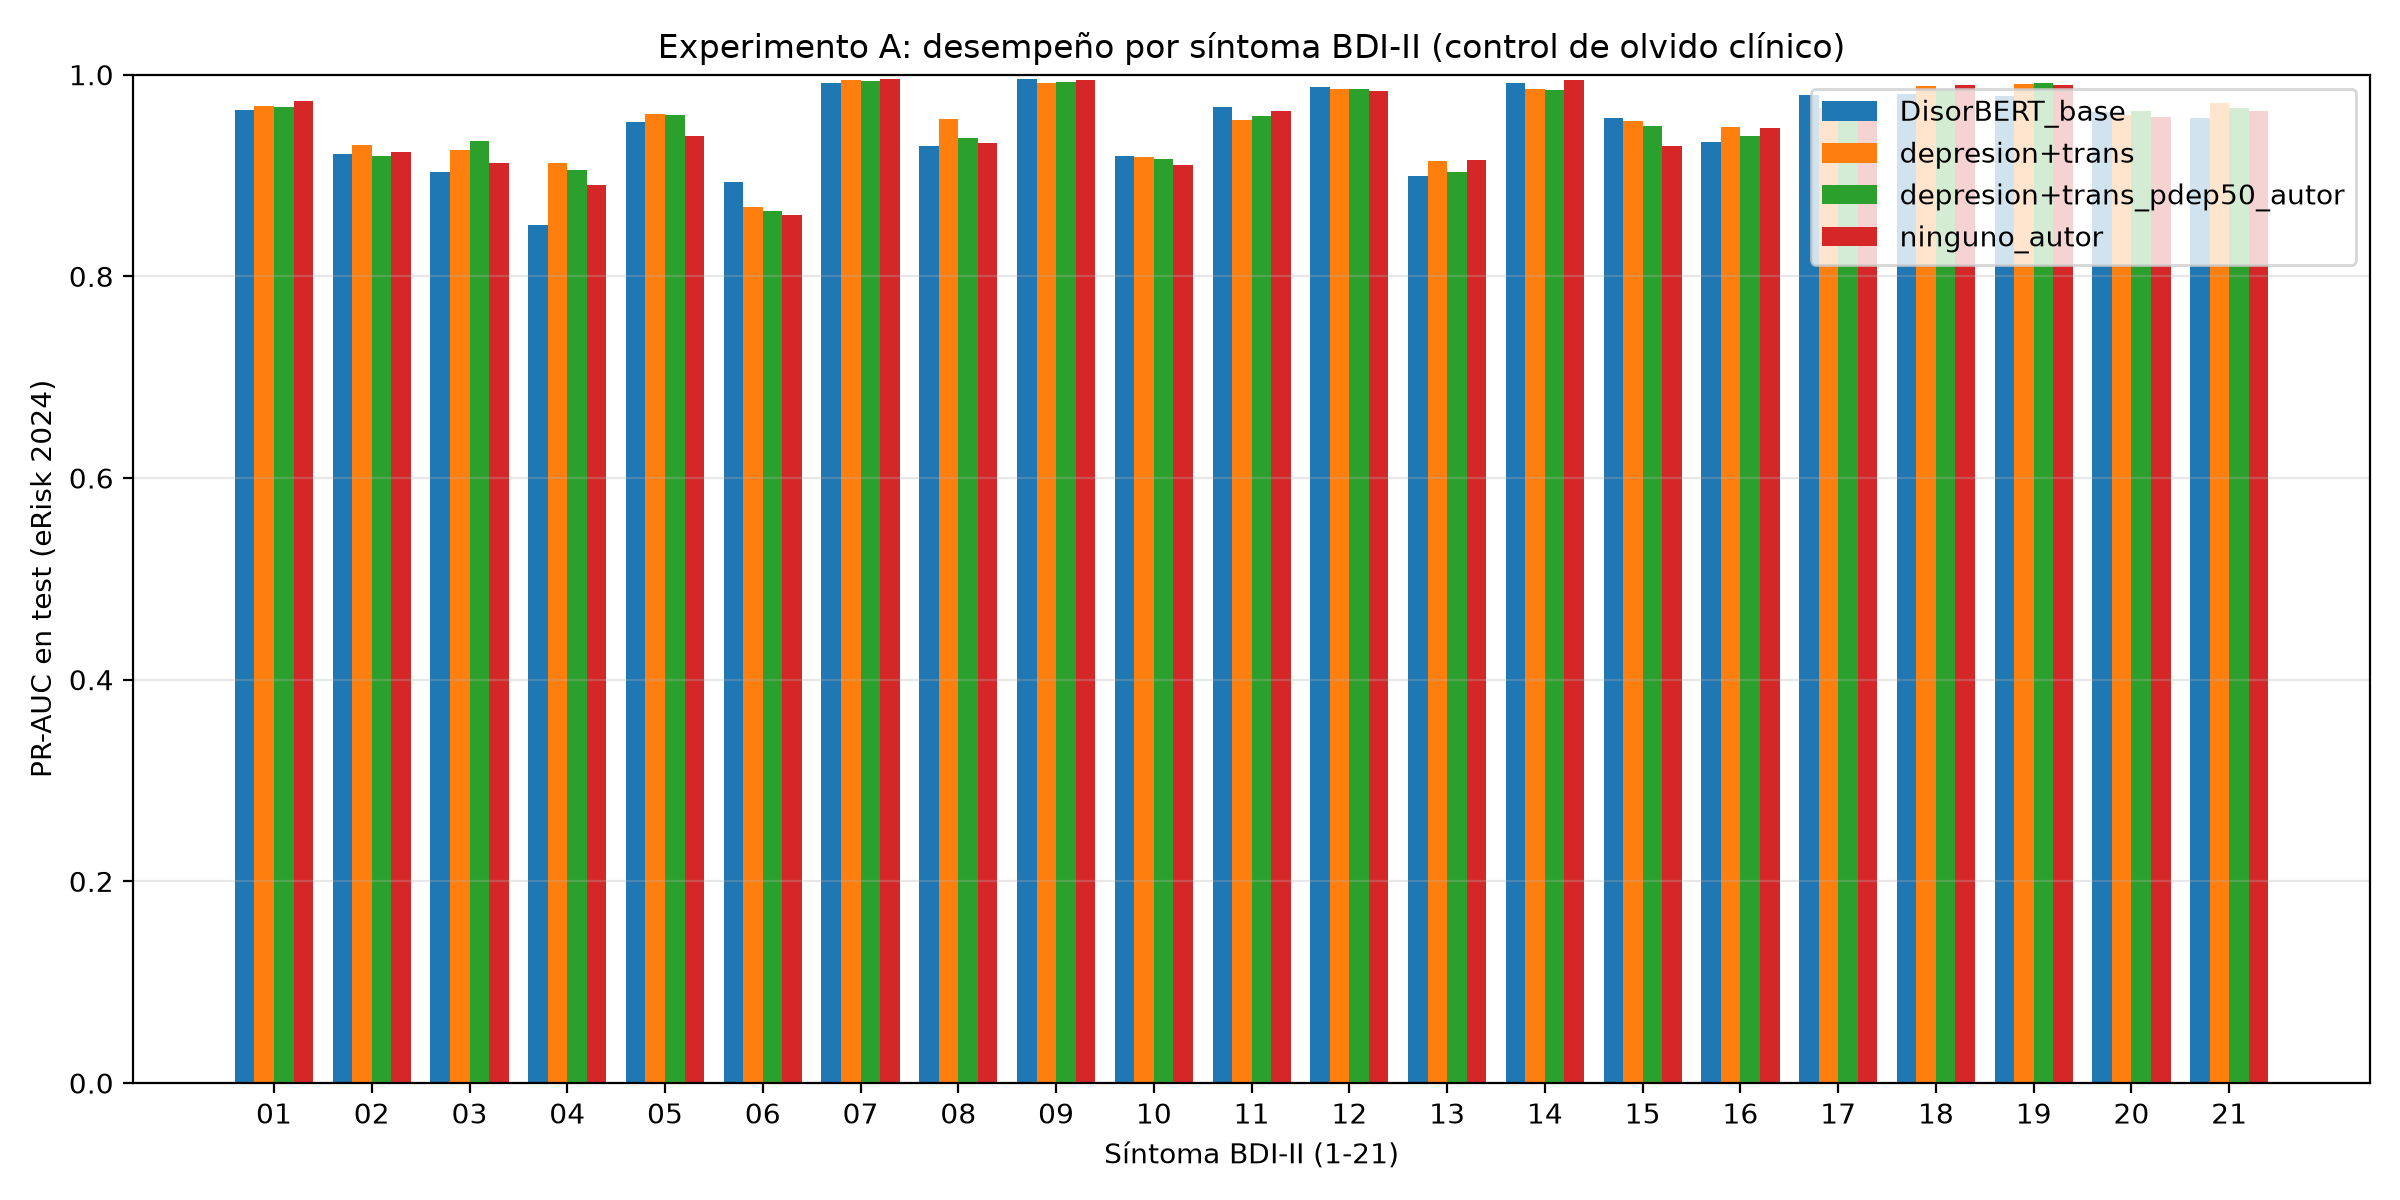 Experimento A: desempeño por síntoma BDI-II (control de olvido clínico)
PR-AUC en test (eRisk 2024)
1.0
0.8
0.6
0.4
0.2
0.0
DisorBERT_base
depresion+trans
depresion+trans_pdep50_autor
ninguno_autor
01 02 03 04 05 06 07 08 09 10 11 12 13 14 15 16 17 18 19 20 21
Síntoma BDI-II (1-21)